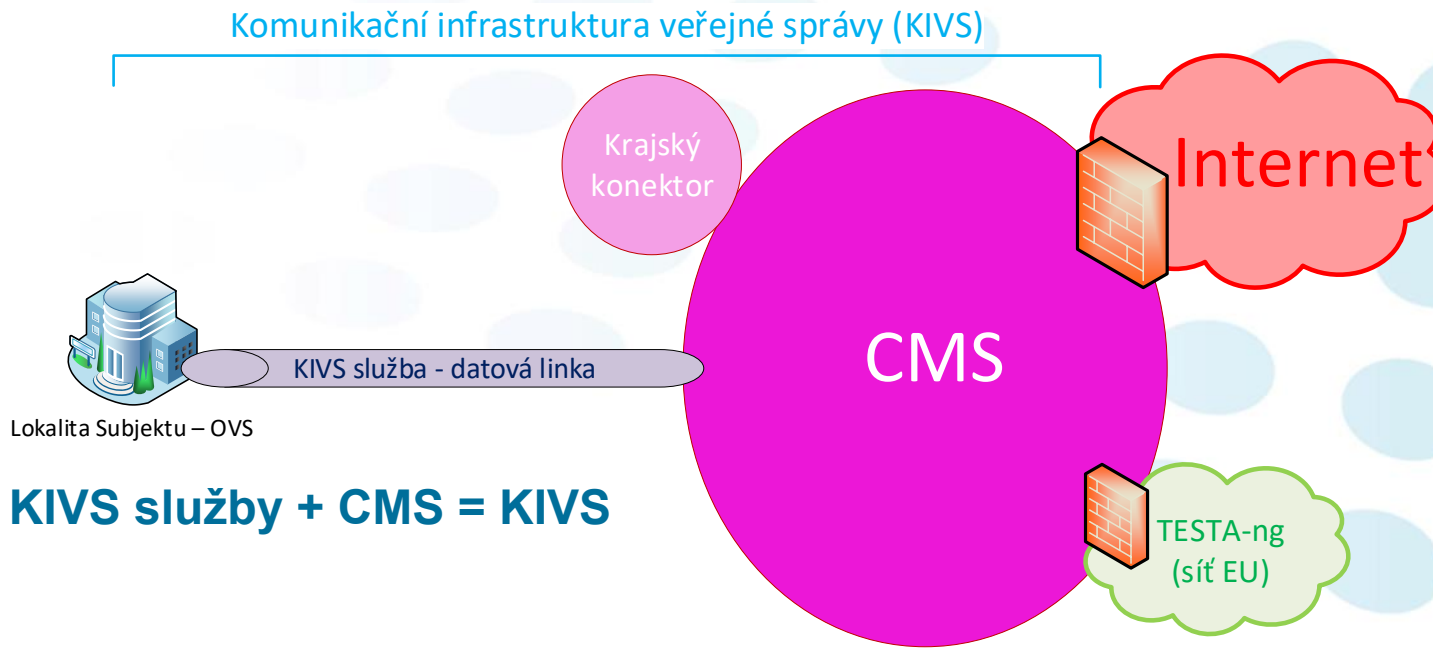 Komunikační infrastruktura veřejné správy (KIVS)
Krajský
konektor
Internet
CMS
KIVS služba - datová linka
Lokalita Subjektu – OVS
KIVS služby + CMS = KIVS
TESTA-ng
(síť EU)